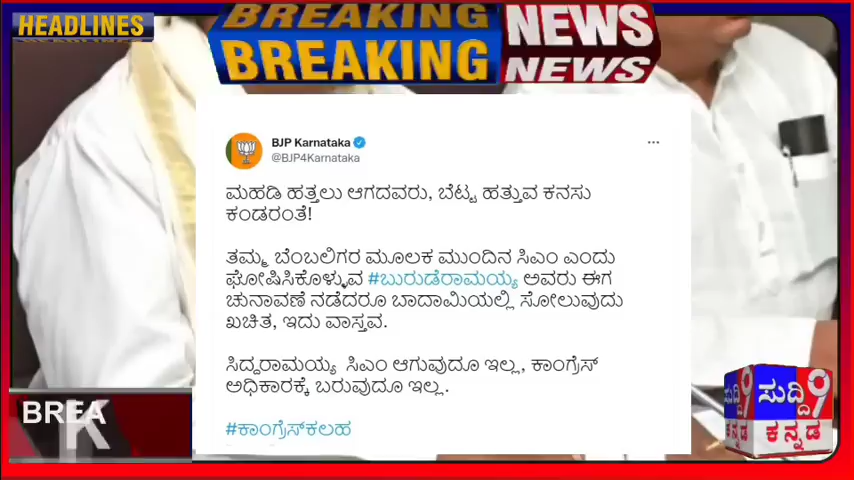 HEADLINES
BREAKING NEWS
BREAKING NEWS
BJP Karnataka
@BJP4Karnataka
ಮಹಡಿ ಹತ್ತಲು ಆಗದವರು, ಬೆಟ್ಟ ಹತ್ತುವ ಕನಸು
ಕಂಡರಂತೆ!
ತಮ್ಮ ಬೆಂಬಲಿಗರ ಮೂಲಕ ಮುಂದಿನ ಸಿಎಂ ಎಂದು
ಘೋಷಿಸಿಕೊಳ್ಳುವ #ಬುರುಡೆರಾಮಯ್ಯ ಅವರು ಈಗ
ಚುನಾವಣೆ ನಡೆದರೂ ಬಾದಾಮಿಯಲ್ಲಿ ಸೋಲುವುದು
ಖಚಿತ, ಇದು ವಾಸ್ತವ.
ಸಿದ್ದರಾಮಯ್ಯ ಸಿಎಂ ಆಗುವುದೂ ಇಲ್ಲ, ಕಾಂಗ್ರೆಸ್
ಅಧಿಕಾರಕ್ಕೆ ಬರುವುದೂ ಇಲ್ಲ.
#ಕಾಂಗ್ರೆಸ್‌ಕಲಹ
BREA
K
ಸುದ್ದಿ 9
ಕನ್ನಡ